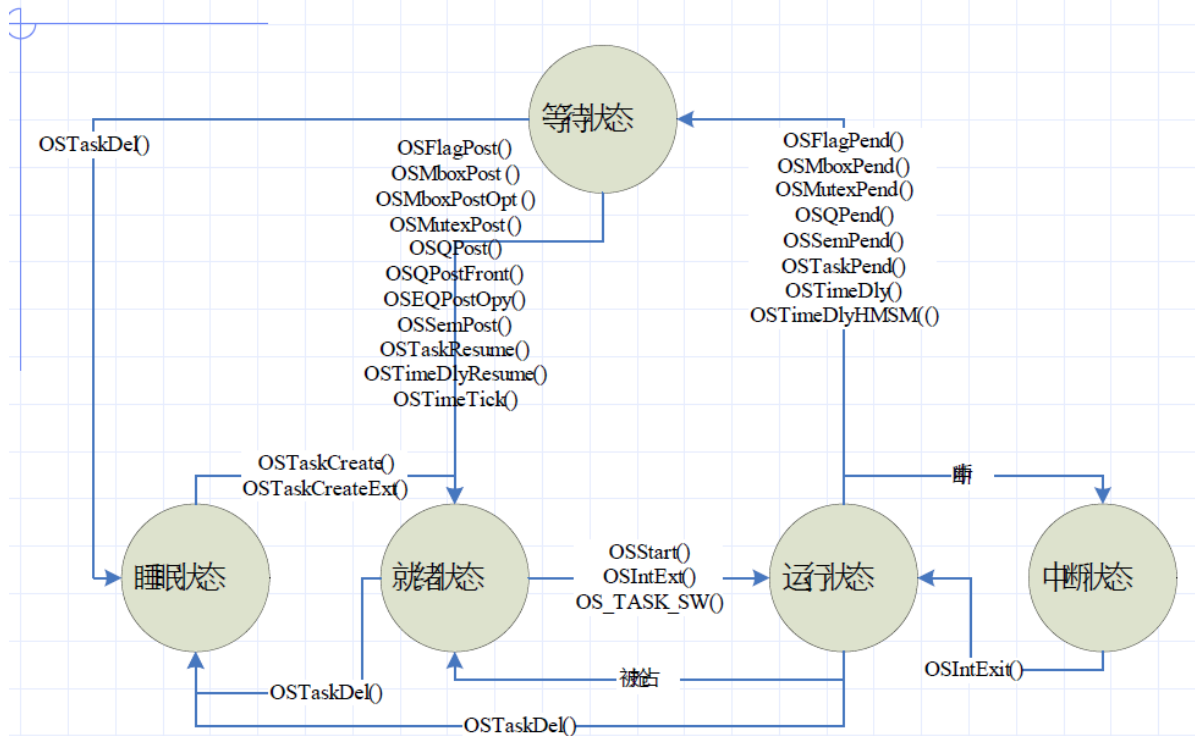 等待状态
OSTaskDel()
OSFlagPost()
OSMboxPost ()
OSMboxPostOpt ()
OSMutexPost()
OSQPost()
OSQPostFront()
OSEQPostOpy()
OSSemPost()
OSTaskResume()
OSTimeDlyResume()
OSTimeTick()
OSFlagPend()
OSMboxPend()
OSMutexPend()
OSQPend()
OSSemPend()
OSTaskPend()
OSTimeDly()
OSTimeDlyHMSM(()
OSTaskCreate()
OSTaskCreateExt()
中断
睡眠状态
就绪状态
OSStart()
OSIntExt()
OS_TASK_SW()
运行状态
中断状态
OSTaskDel()
被抢占
OSIntExit()
OSTaskDel()